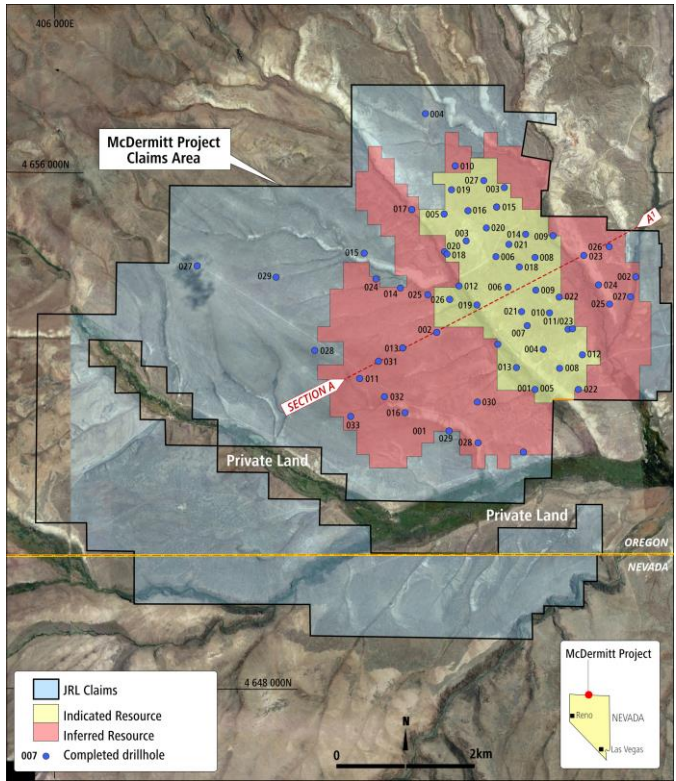 406 000E
McDermitt Project
Claims Area
4 656 000N
004
010
027
003
019
017
005
016
015
020
014
009
A¹
003
021
026
015
020
018
006
008
023
027
029
018
002
024
014
012
006
009
024
025
026
022
027
019
025
021
010
002
007
011/023
013
004
028
031
012
011
013
008
SECTION A
001
005
022
032
030
016
033
001
029
028
Private Land
Private Land
OREGON
NEVADA
4 648 000N
JRL Claims
Indicated Resource
Inferred Resource
007 Completed drillhole
N
0 2km
McDermitt Project
Reno
NEVADA
Las Vegas